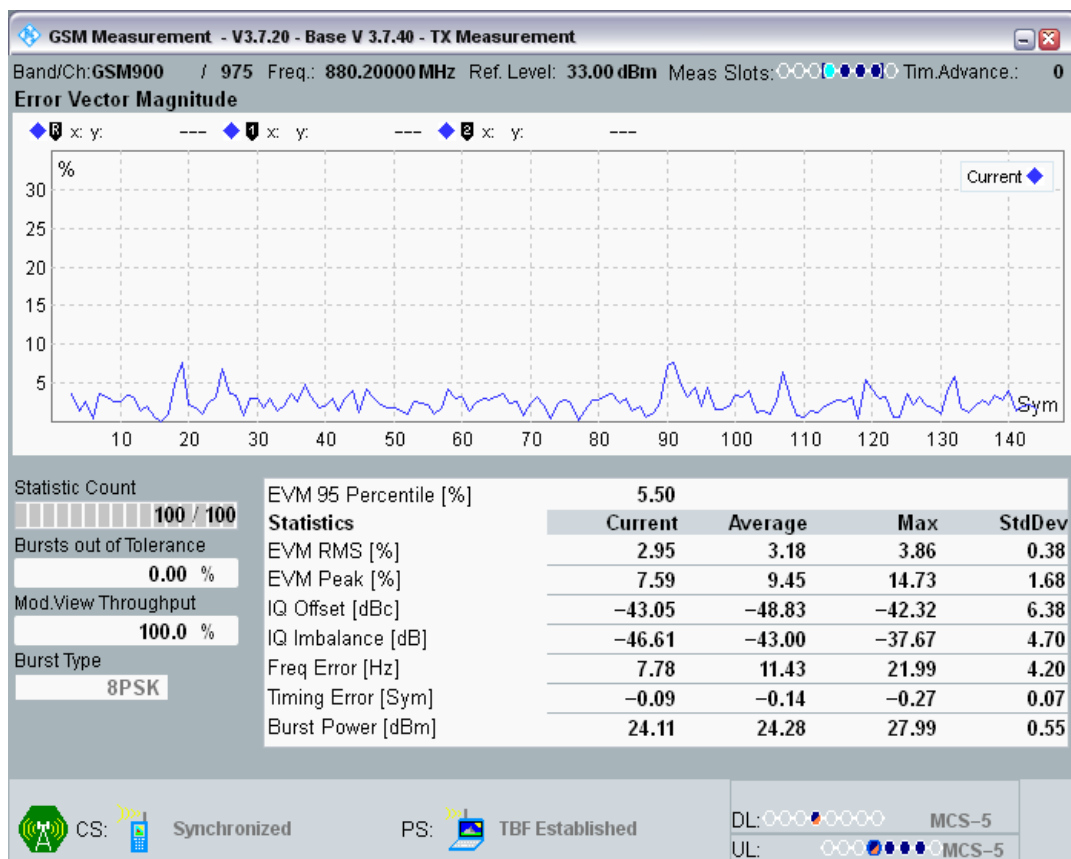 GSM Measurement - V3.7.20 - Base V 3.7.40 - TX Measurement
Band/Ch:GSM900 / 975 Freq.: 880.20000 MHz Ref. Level: 33.00 dBm Meas Slots: Tim.Advance.: 0
Error Vector Magnitude
R x: y: --- 1 x: y: --- 2 x: y: ---
%
Current
30
25
20
15
10
5
Sym
10 20 30 40 50 60 70 80 90 100 110 120 130 140
Statistic Count
100 / 100
Bursts out of Tolerance
0.00 %
Mod.View Throughput
100.0 %
Burst Type
8PSK
EVM 95 Percentile [%] 5.50
Statistics Current Average Max StdDev
EVM RMS [%] 2.95 3.18 3.86 0.38
EVM Peak [%] 7.59 9.45 14.73 1.68
IQ Offset [dBc] −43.05 −48.83 −42.32 6.38
IQ Imbalance [dB] −46.61 −43.00 −37.67 4.70
Freq Error [Hz] 7.78 11.43 21.99 4.20
Timing Error [Sym] −0.09 −0.14 −0.27 0.07
Burst Power [dBm] 24.11 24.28 27.99 0.55
CS: Synchronized PS: TBF Established
DL: MCS−5
UL: MCS−5